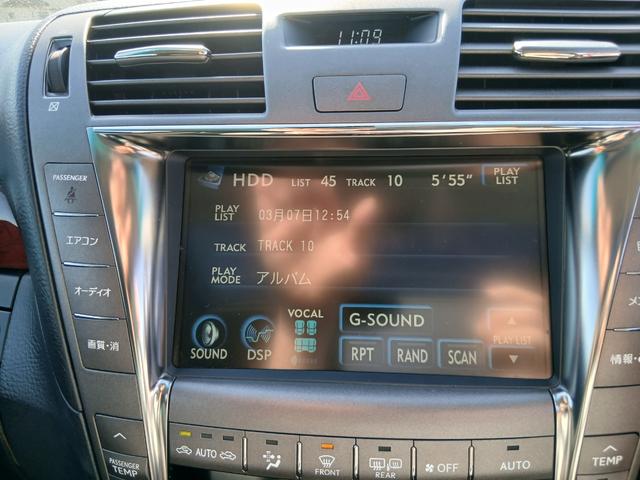 11:09
PASSENGER
エアコン
オーディオ
画質・消
HDD LIST 45 TRACK 10 5'55" PLAY LIST
PLAY LIST 03月07日12:54
TRACK TRACK 10
PLAY MODE アルバム
VOCAL
G-SOUND
SOUND DSP RPT RAND SCAN PLAY LIST
情報・
PASSENGER TEMP
AUTO
FRONT
REAR
OFF
AUTO
TEMP